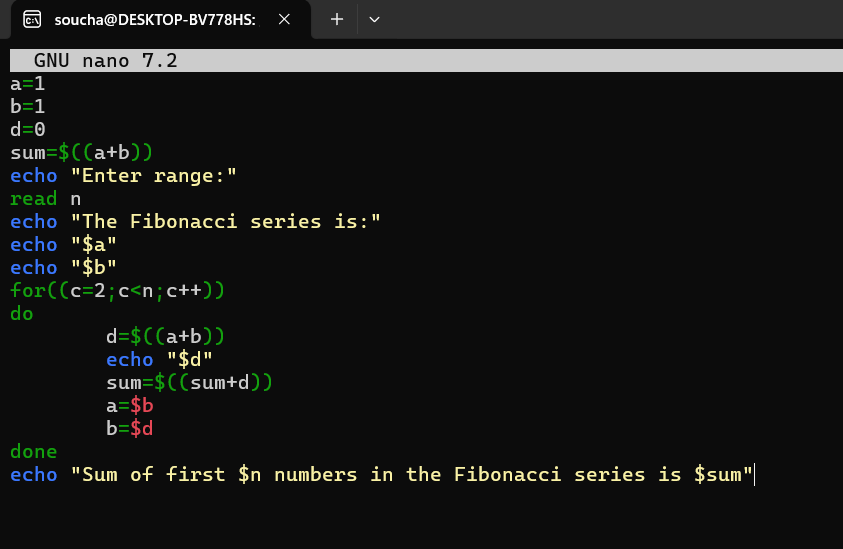 soucha@DESKTOP-BV778HS:
GNU nano 7.2
a=1
b=1
d=0
sum=$((a+b))
echo "Enter range:"
read n
echo "The Fibonacci series is:"
echo "$a"
echo "$b"
for((c=2;c<n;c++))
do
        d=$((a+b))
        echo "$d"
        sum=$((sum+d))
        a=$b
        b=$d
done
echo "Sum of first $n numbers in the Fibonacci series is $sum"